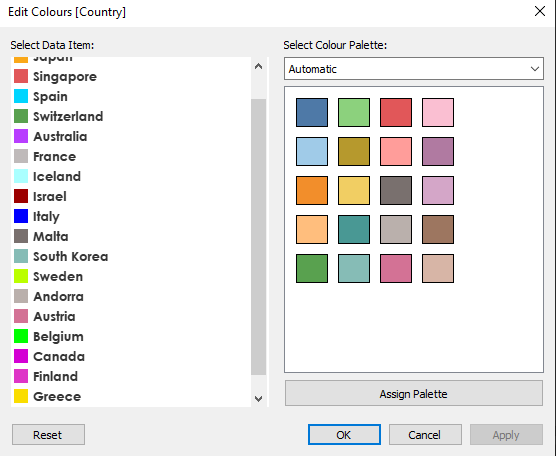 Edit Colours [Country]
Select Data Item:
Japan
Singapore
Spain
Switzerland
Australia
France
Iceland
Israel
Italy
Malta
South Korea
Sweden
Andorra
Austria
Belgium
Canada
Finland
Greece
Select Colour Palette:
Automatic
Assign Palette
Reset
OK
Cancel
Apply